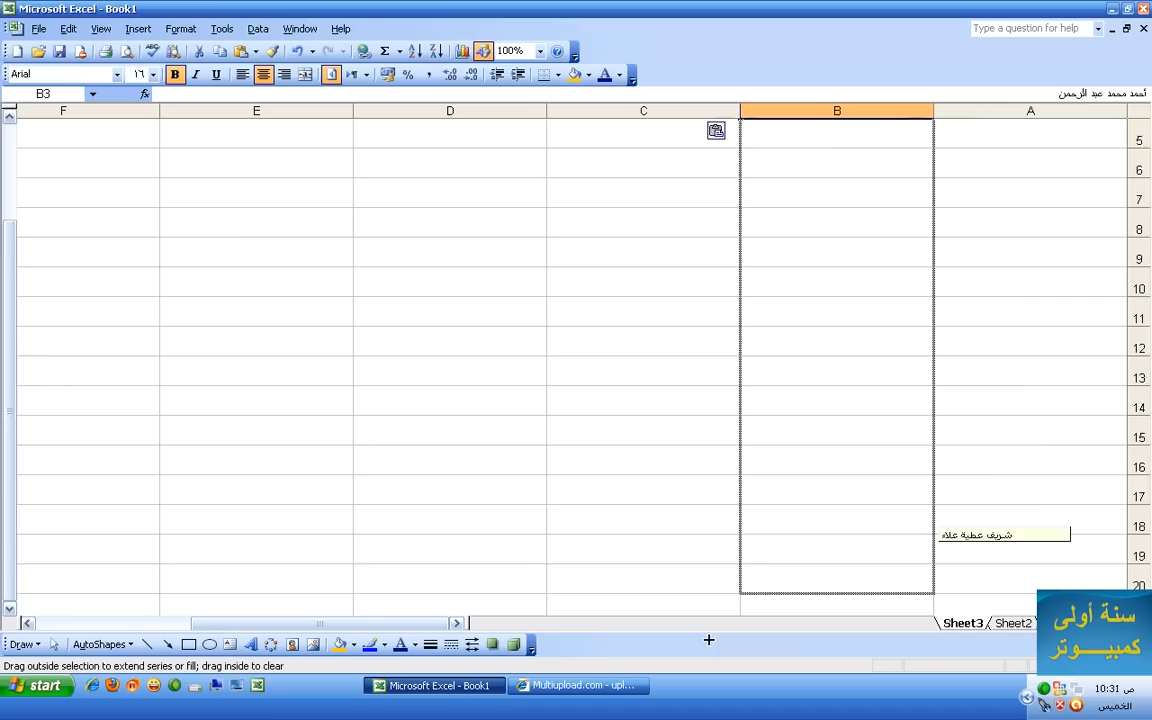 Microsoft Excel - Book1
File Edit View Insert Format Tools Data Window Help
Type a question for help
100%
Arial
١٦
B I U
B3
fx
أحمد محمد عبد الرحمن
F E D C B A
5
6
7
8
9
10
11
12
13
14
15
16
17
18
شريف عطية علاء
19
20
Sheet3 Sheet2
سنة أولى
كمبيوتر
Draw AutoShapes
Drag outside selection to extend series or fill; drag inside to clear
start
Microsoft Excel - Book1
Multiupload.com - upl...
10:31 ص
الخميس